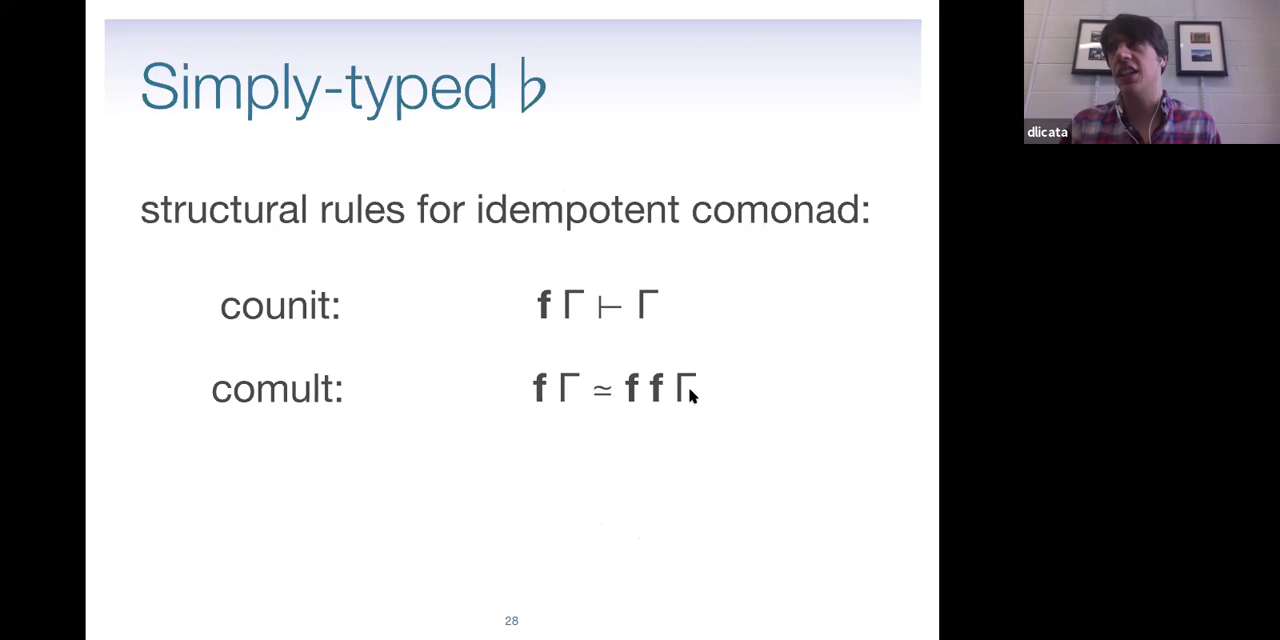 Simply-typed ♭
dlicata
structural rules for idempotent comonad:
counit: f Γ ⊢ Γ
comult: f Γ ≃ f f Γ
28